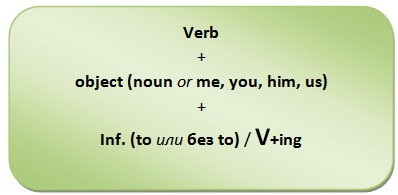 Verb
+
object (noun or me, you, him, us)
+
Inf. (to или без to) / V+ing